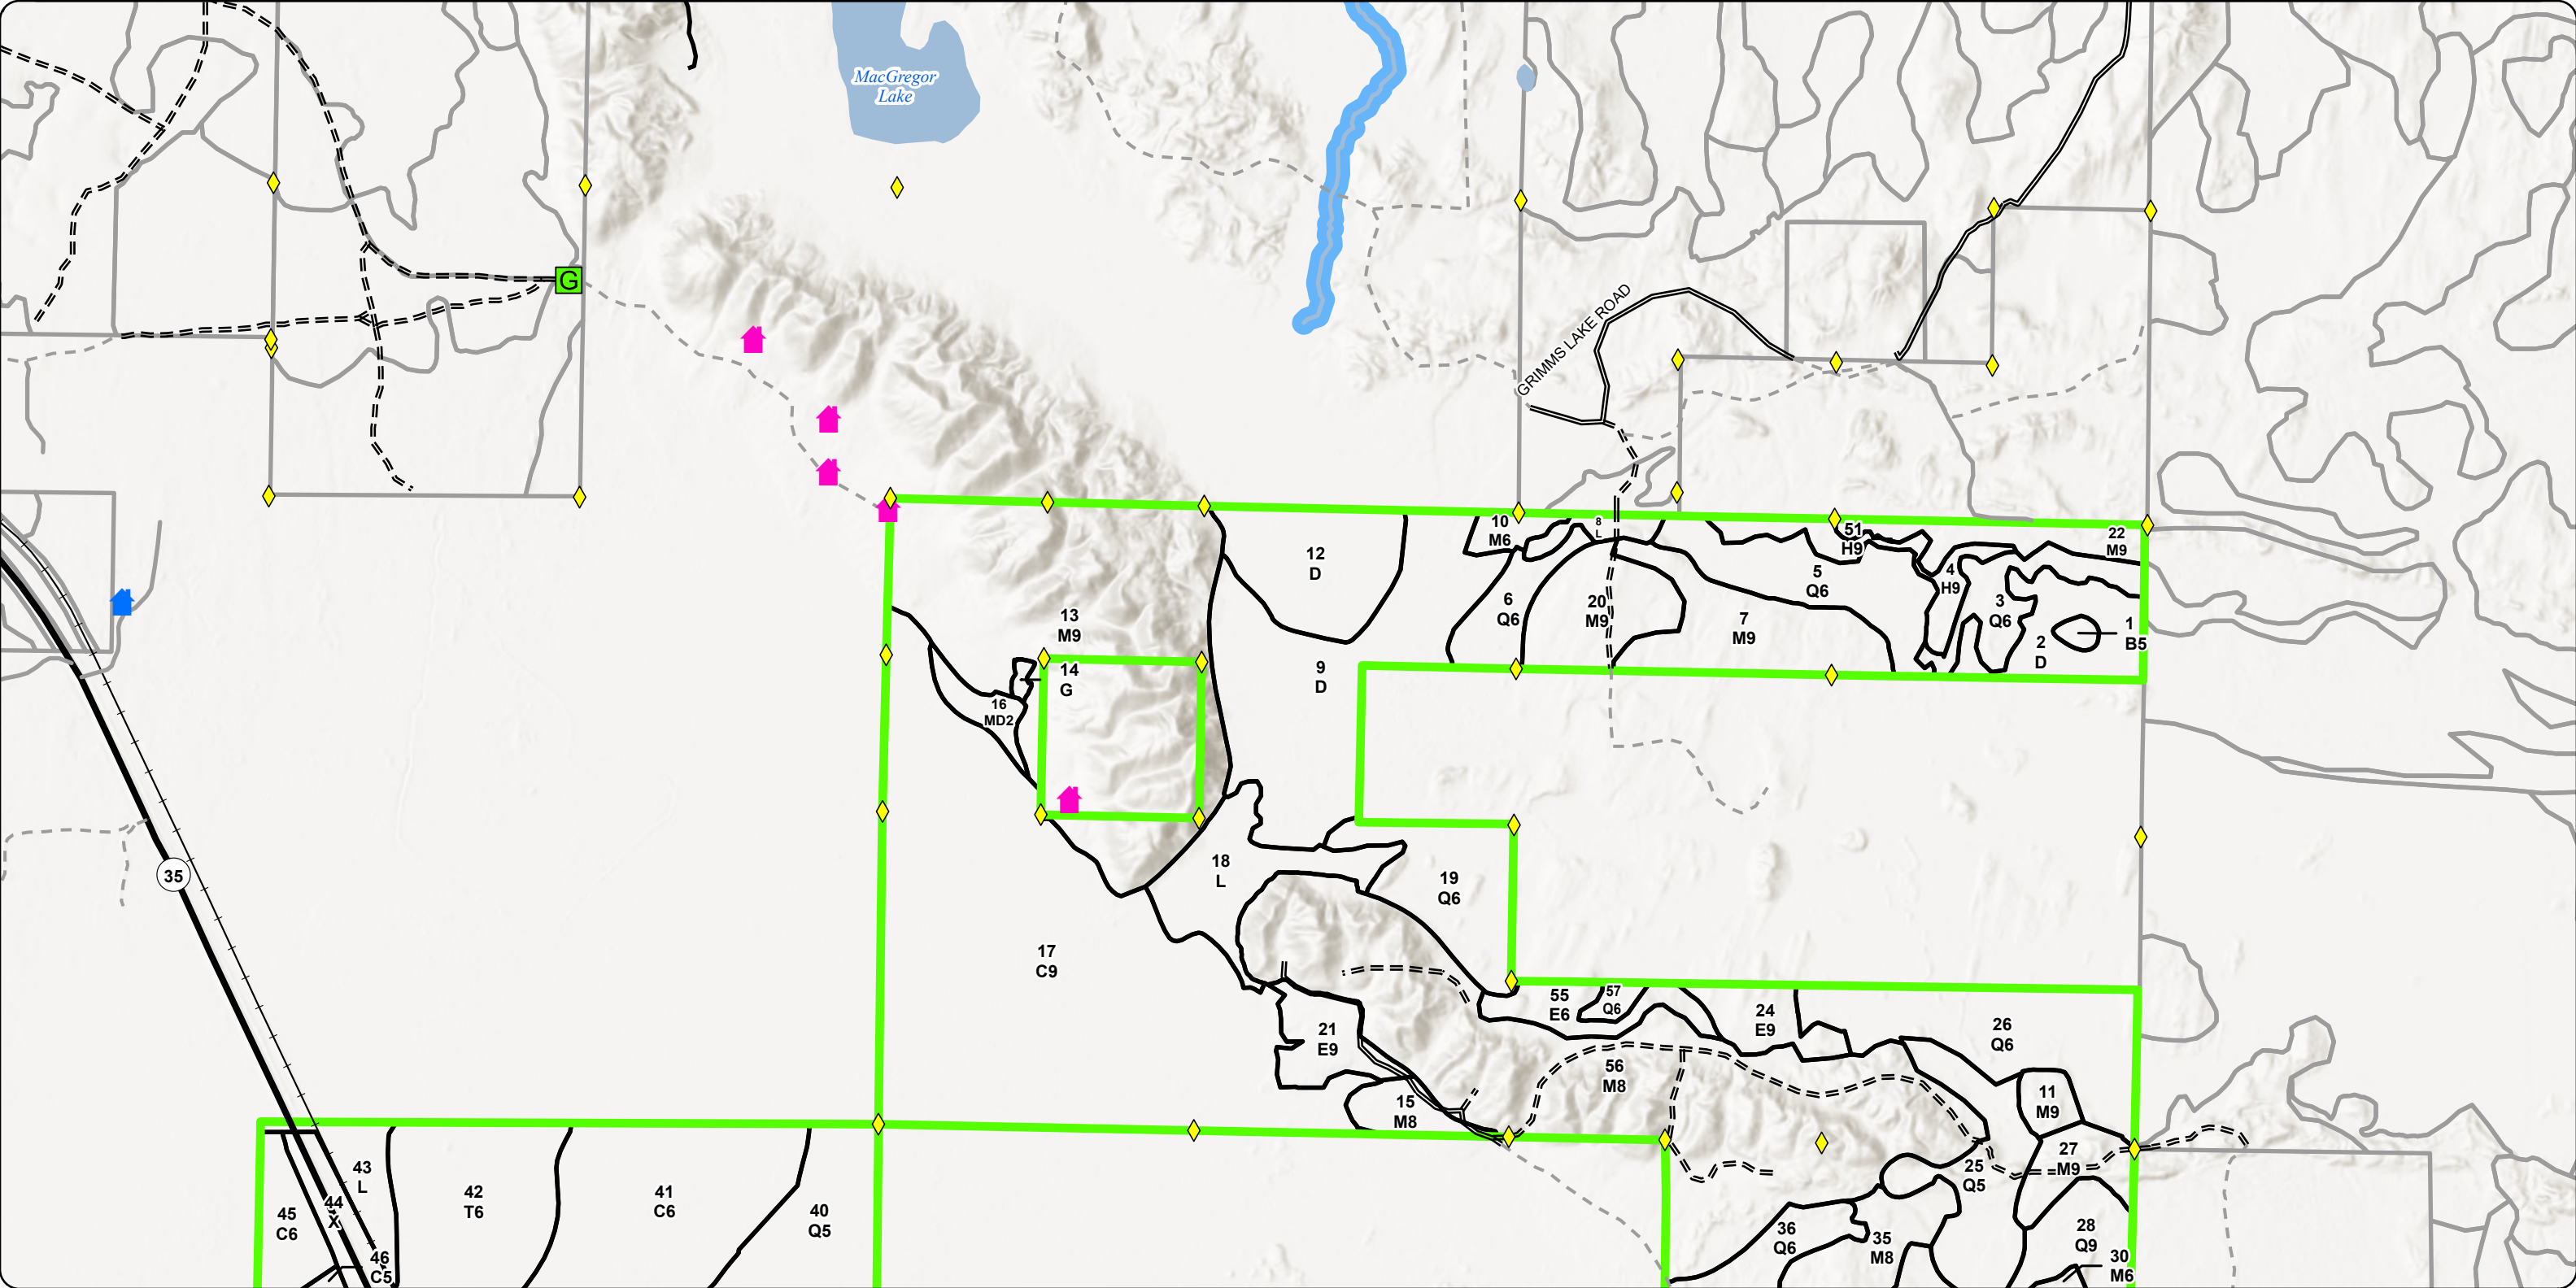 MacGregor
Lake
G
GRIMMS LAKE ROAD
10
M6
8
L
51
H9
22
M9
12
D
5
Q6
4
H9
6
Q6
20
M9
7
M9
3
Q6
1
B5
2
D
13
M9
14
G
9
D
16
MD2
35
18
L
19
Q6
17
C9
55
E6
57
Q6
24
E9
26
Q6
21
E9
56
M8
11
M9
15
M8
27
M9
25
Q5
43
L
42
T6
41
C6
40
Q5
45
C6
44
X
46
C5
36
Q6
35
M8
28
Q9
30
M6